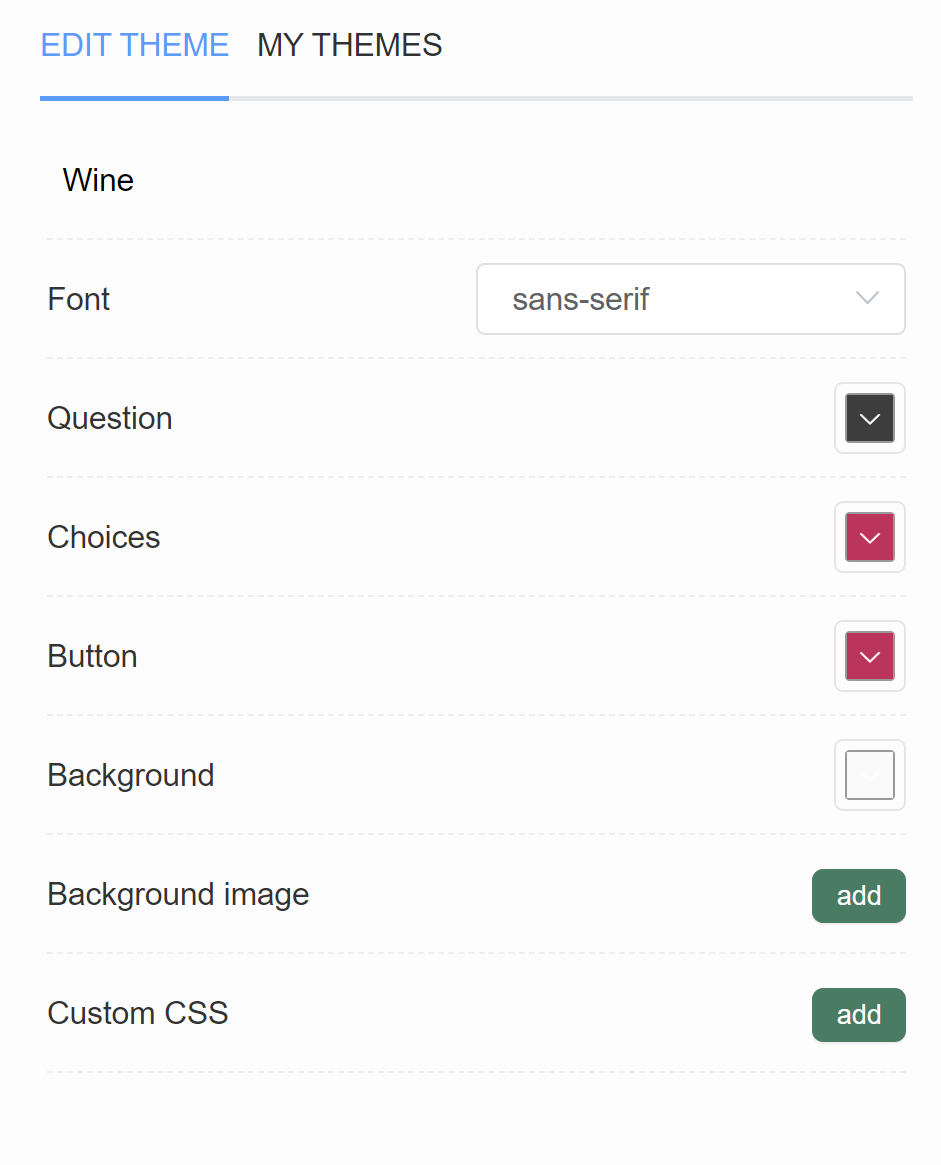 EDIT THEME MY THEMES
Wine
Font sans-serif
Question
Choices
Button
Background
Background image add
Custom CSS add